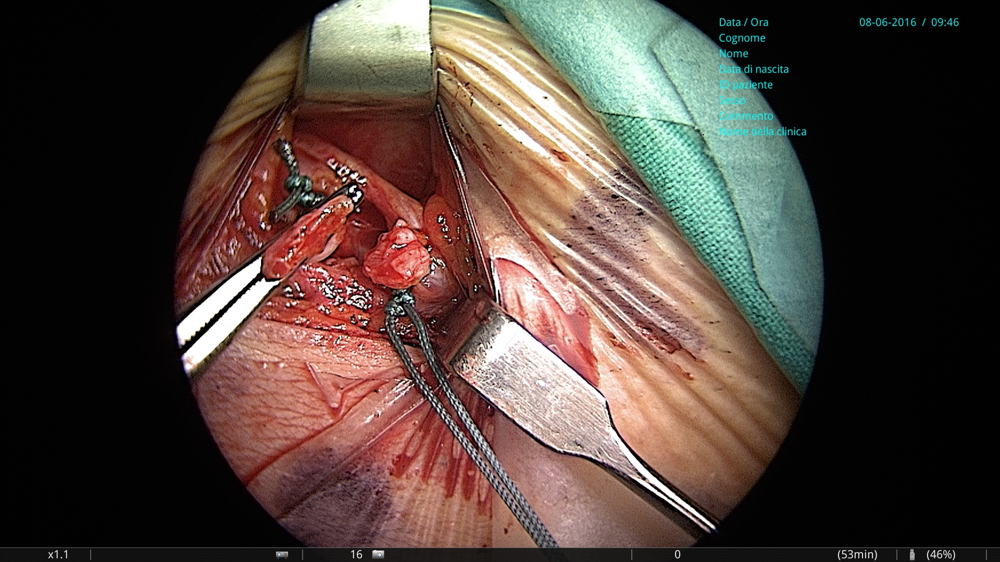 Data / Ora 08-06-2016 / 09:46
Cognome
Nome
Data di nascita
ID paziente
Sesso
Commento
Nome della clinica
x1.1 16 0 (53min) (46%)